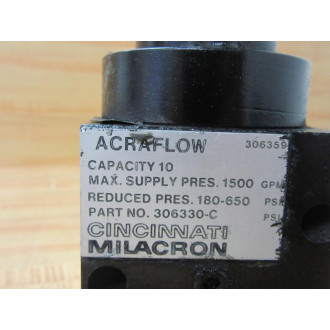 ACRAFLOW 306359
CAPACITY 10 GPM
MAX. SUPPLY PRES. 1500 PSI
REDUCED PRES. 180-650 PSI
PART NO. 306330-C
CINCINNATI
MILACRON